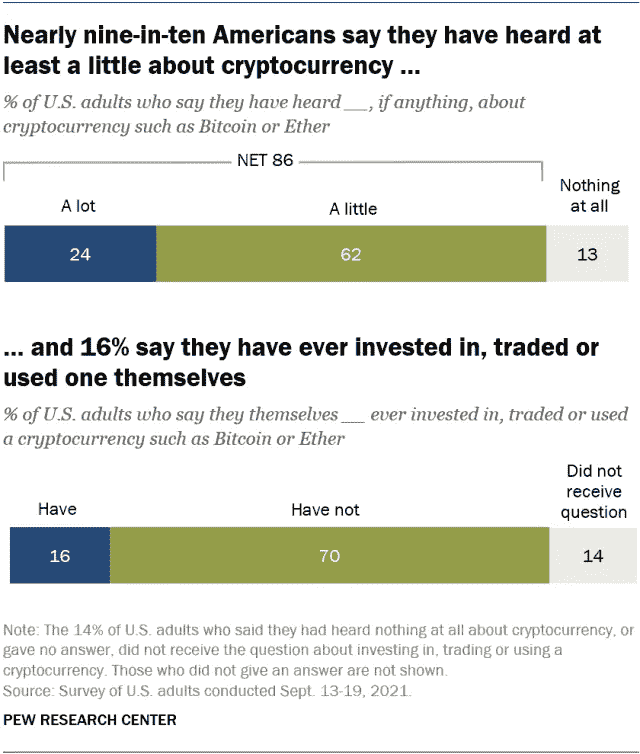 Nearly nine-in-ten Americans say they have heard at
least a little about cryptocurrency ...
% of U.S. adults who say they have heard __, if anything, about
cryptocurrency such as Bitcoin or Ether
NET 86
A lot
A little
Nothing
at all
24
62
13
... and 16% say they have ever invested in, traded or
used one themselves
% of U.S. adults who say they themselves __ ever invested in, traded or used
a cryptocurrency such as Bitcoin or Ether
Have
Have not
Did not
receive
question
16
70
14
Note: The 14% of U.S. adults who said they had heard nothing at all about cryptocurrency, or
gave no answer, did not receive the question about investing in, trading or using a
cryptocurrency. Those who did not give an answer are not shown.
Source: Survey of U.S. adults conducted Sept. 13-19, 2021.
PEW RESEARCH CENTER